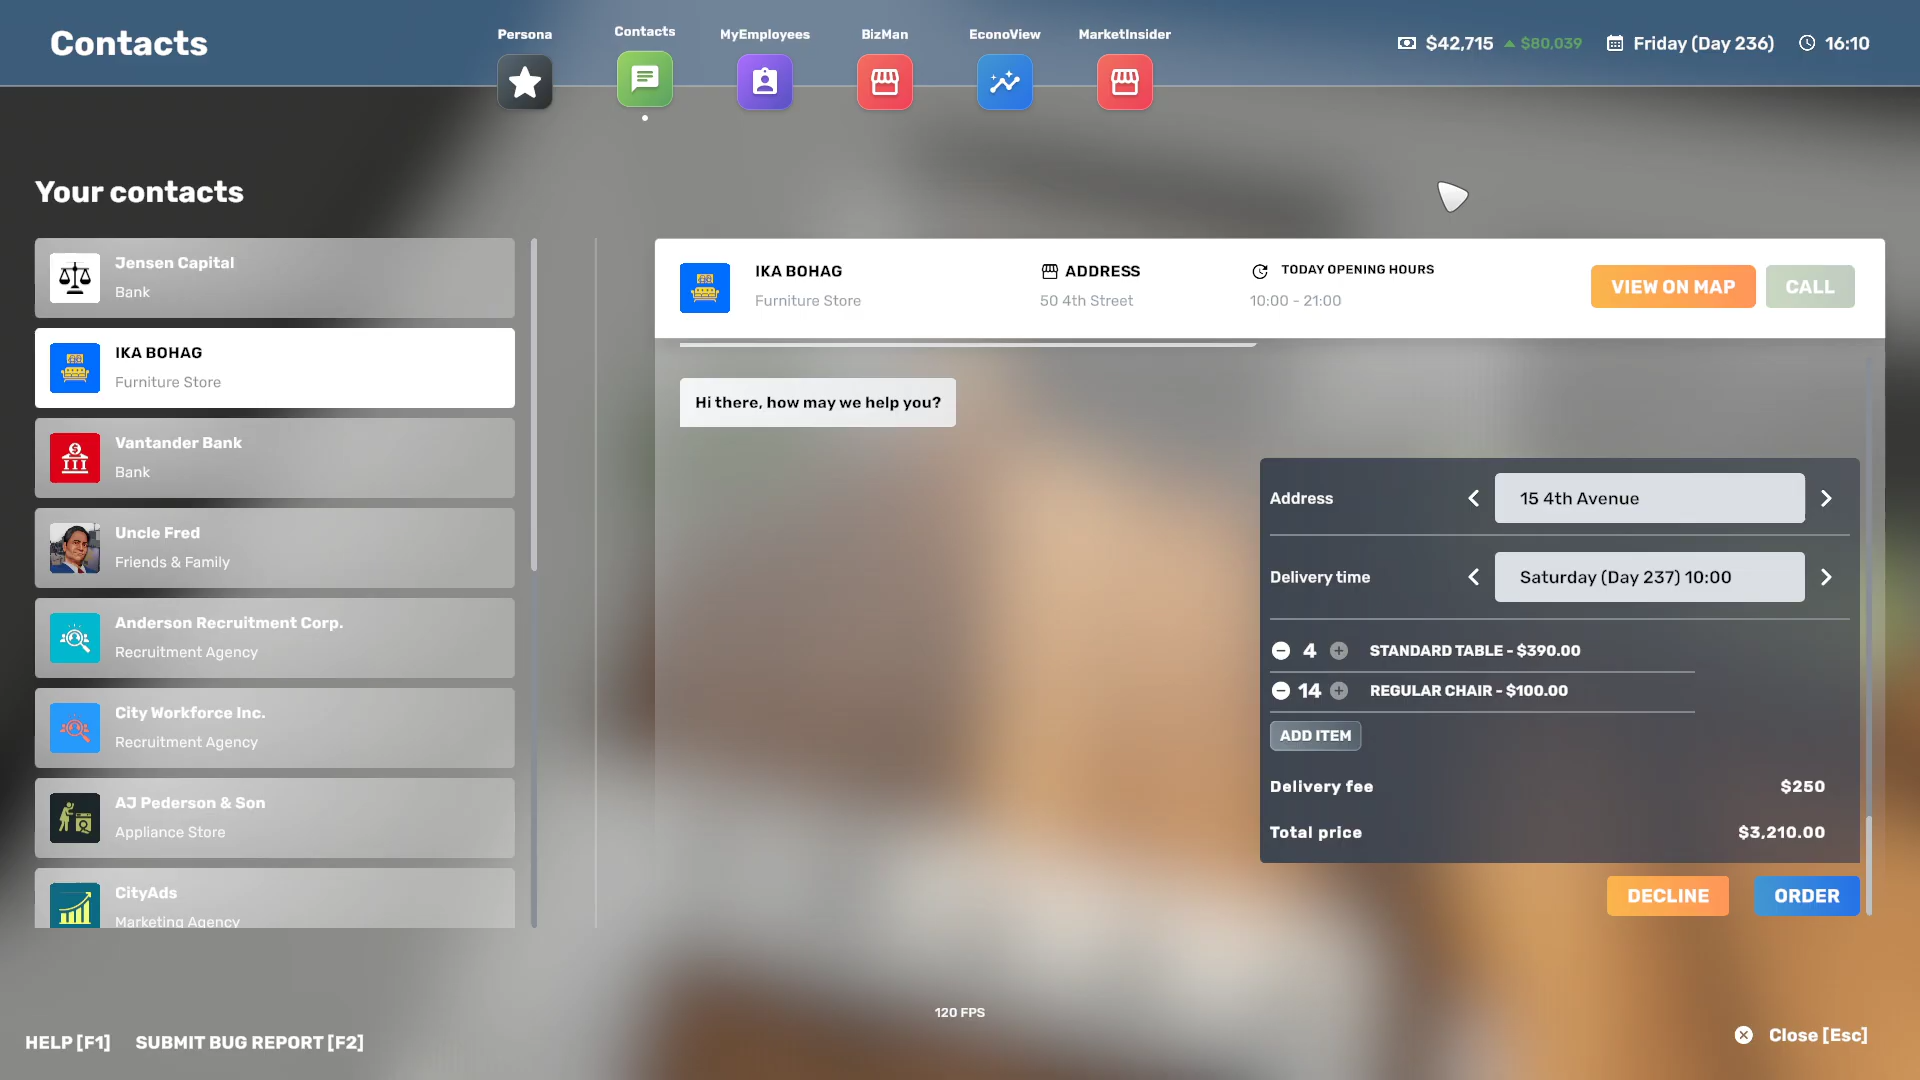 Contacts
Persona
Contacts
MyEmployees
BizMan
EconoView
MarketInsider
$42,715
$80,039
Friday (Day 236)
16:10
Your contacts
Jensen Capital
Bank
IKA BOHAG
Furniture Store
Vantander Bank
Bank
Uncle Fred
Friends & Family
Anderson Recruitment Corp.
Recruitment Agency
City Workforce Inc.
Recruitment Agency
AJ Pederson & Son
Appliance Store
CityAds
Marketing Agency
IKA BOHAG
Furniture Store
ADDRESS
50 4th Street
TODAY OPENING HOURS
10:00 - 21:00
VIEW ON MAP
CALL
Hi there, how may we help you?
Address
15 4th Avenue
Delivery time
Saturday (Day 237) 10:00
4 STANDARD TABLE - $390.00
14 REGULAR CHAIR - $100.00
ADD ITEM
Delivery fee $250
Total price $3,210.00
DECLINE
ORDER
120 FPS
HELP [F1]
SUBMIT BUG REPORT [F2]
Close [Esc]